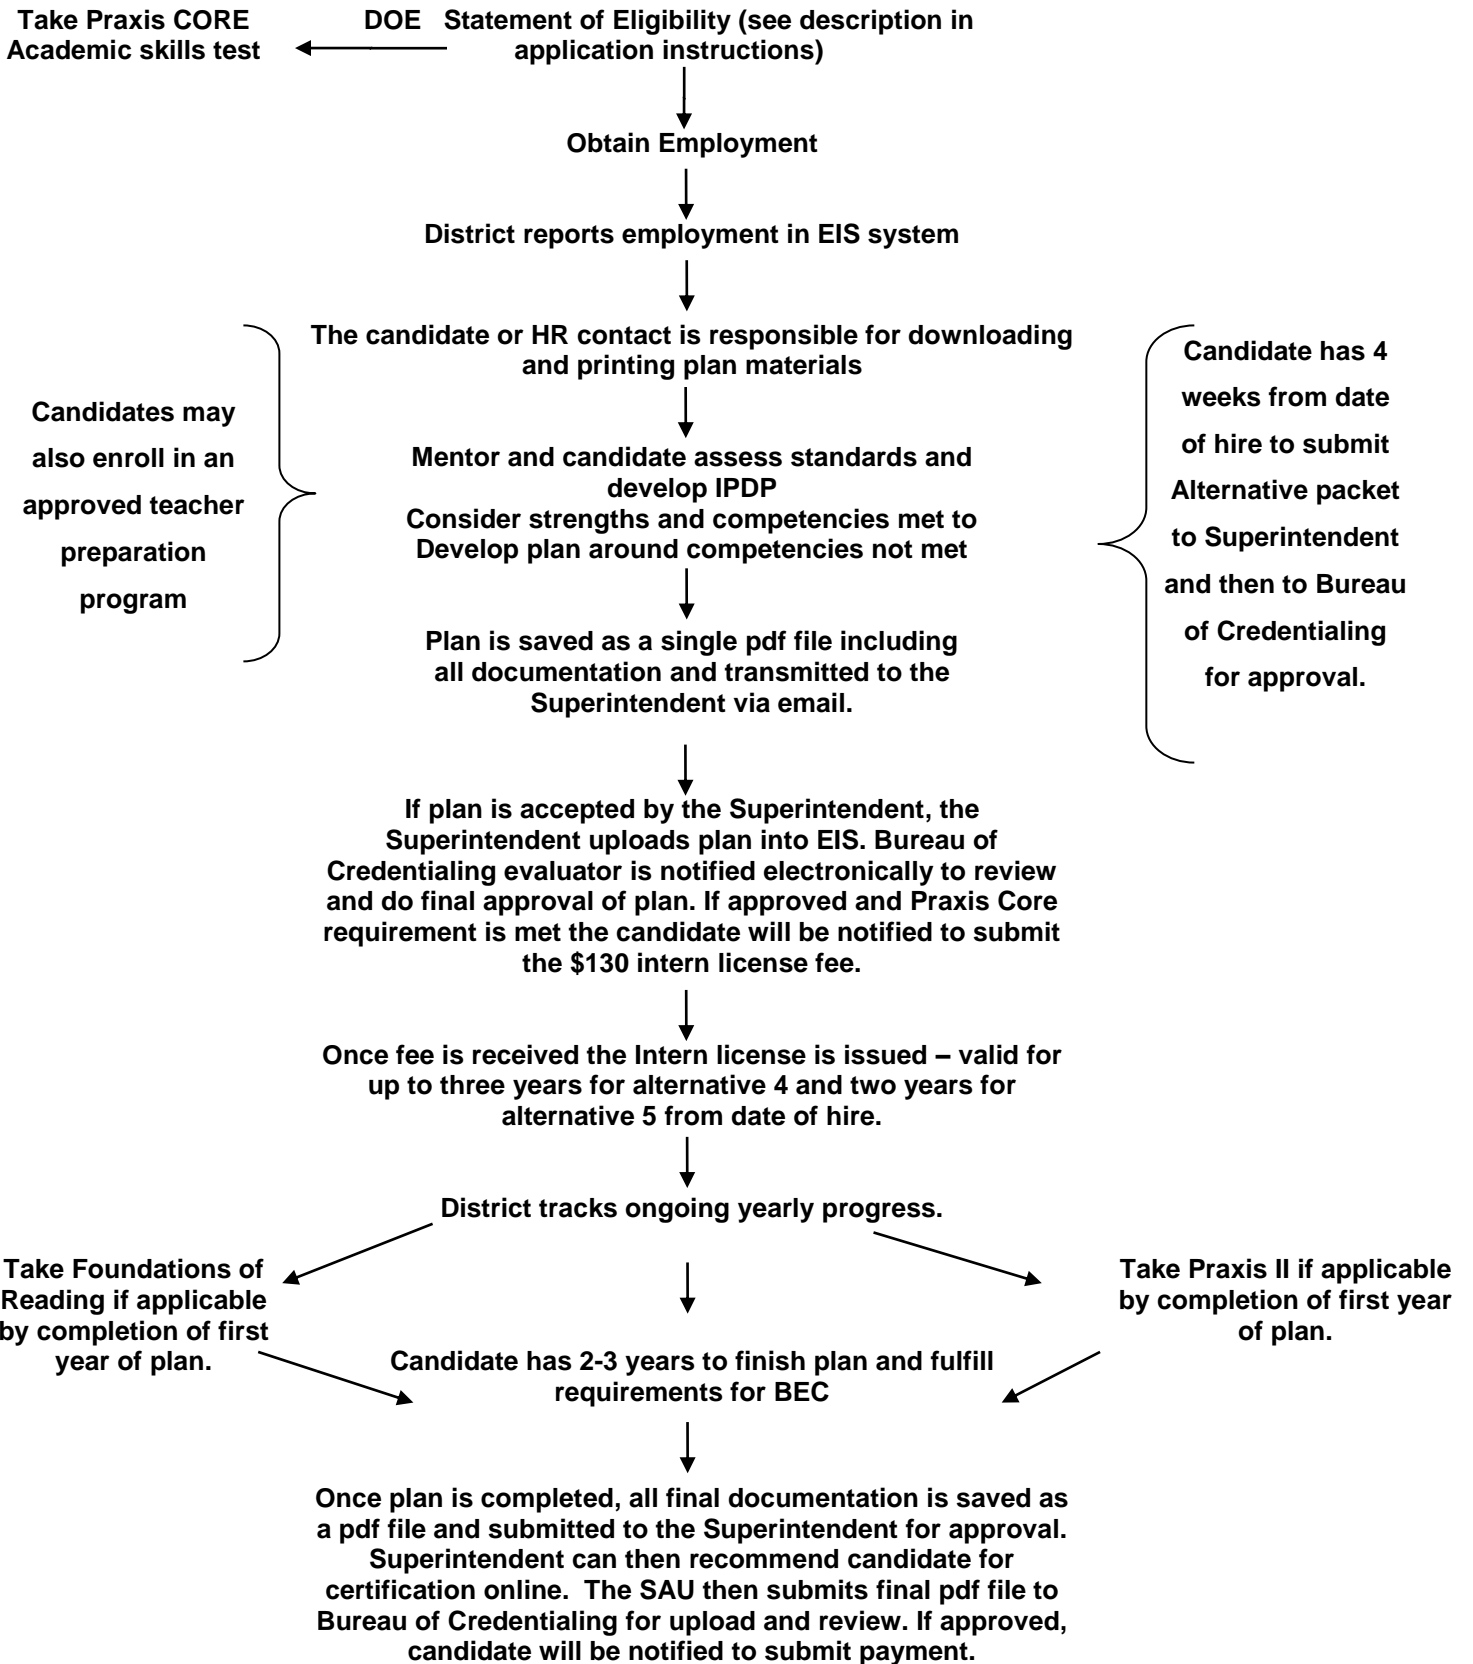 Take Praxis CORE
Academic skills test
DOE Statement of Eligibility (see description in
application instructions)
Obtain Employment
District reports employment in EIS system
The candidate or HR contact is responsible for downloading
and printing plan materials
Candidates may
also enroll in an
approved teacher
preparation
program
Mentor and candidate assess standards and
develop IPDP
Consider strengths and competencies met to
Develop plan around competencies not met
Candidate has 4
weeks from date
of hire to submit
Alternative packet
to Superintendent
and then to Bureau
of Credentialing
for approval.
Plan is saved as a single pdf file including
all documentation and transmitted to the
Superintendent via email.
If plan is accepted by the Superintendent, the
Superintendent uploads plan into EIS. Bureau of
Credentialing evaluator is notified electronically to review
and do final approval of plan. If approved and Praxis Core
requirement is met the candidate will be notified to submit
the $130 intern license fee.
Once fee is received the Intern license is issued – valid for
up to three years for alternative 4 and two years for
alternative 5 from date of hire.
District tracks ongoing yearly progress.
Take Foundations of
Reading if applicable
by completion of first
year of plan.
Take Praxis II if applicable
by completion of first year
of plan.
Candidate has 2-3 years to finish plan and fulfill
requirements for BEC
Once plan is completed, all final documentation is saved as
a pdf file and submitted to the Superintendent for approval.
Superintendent can then recommend candidate for
certification online. The SAU then submits final pdf file to
Bureau of Credentialing for upload and review. If approved,
candidate will be notified to submit payment.